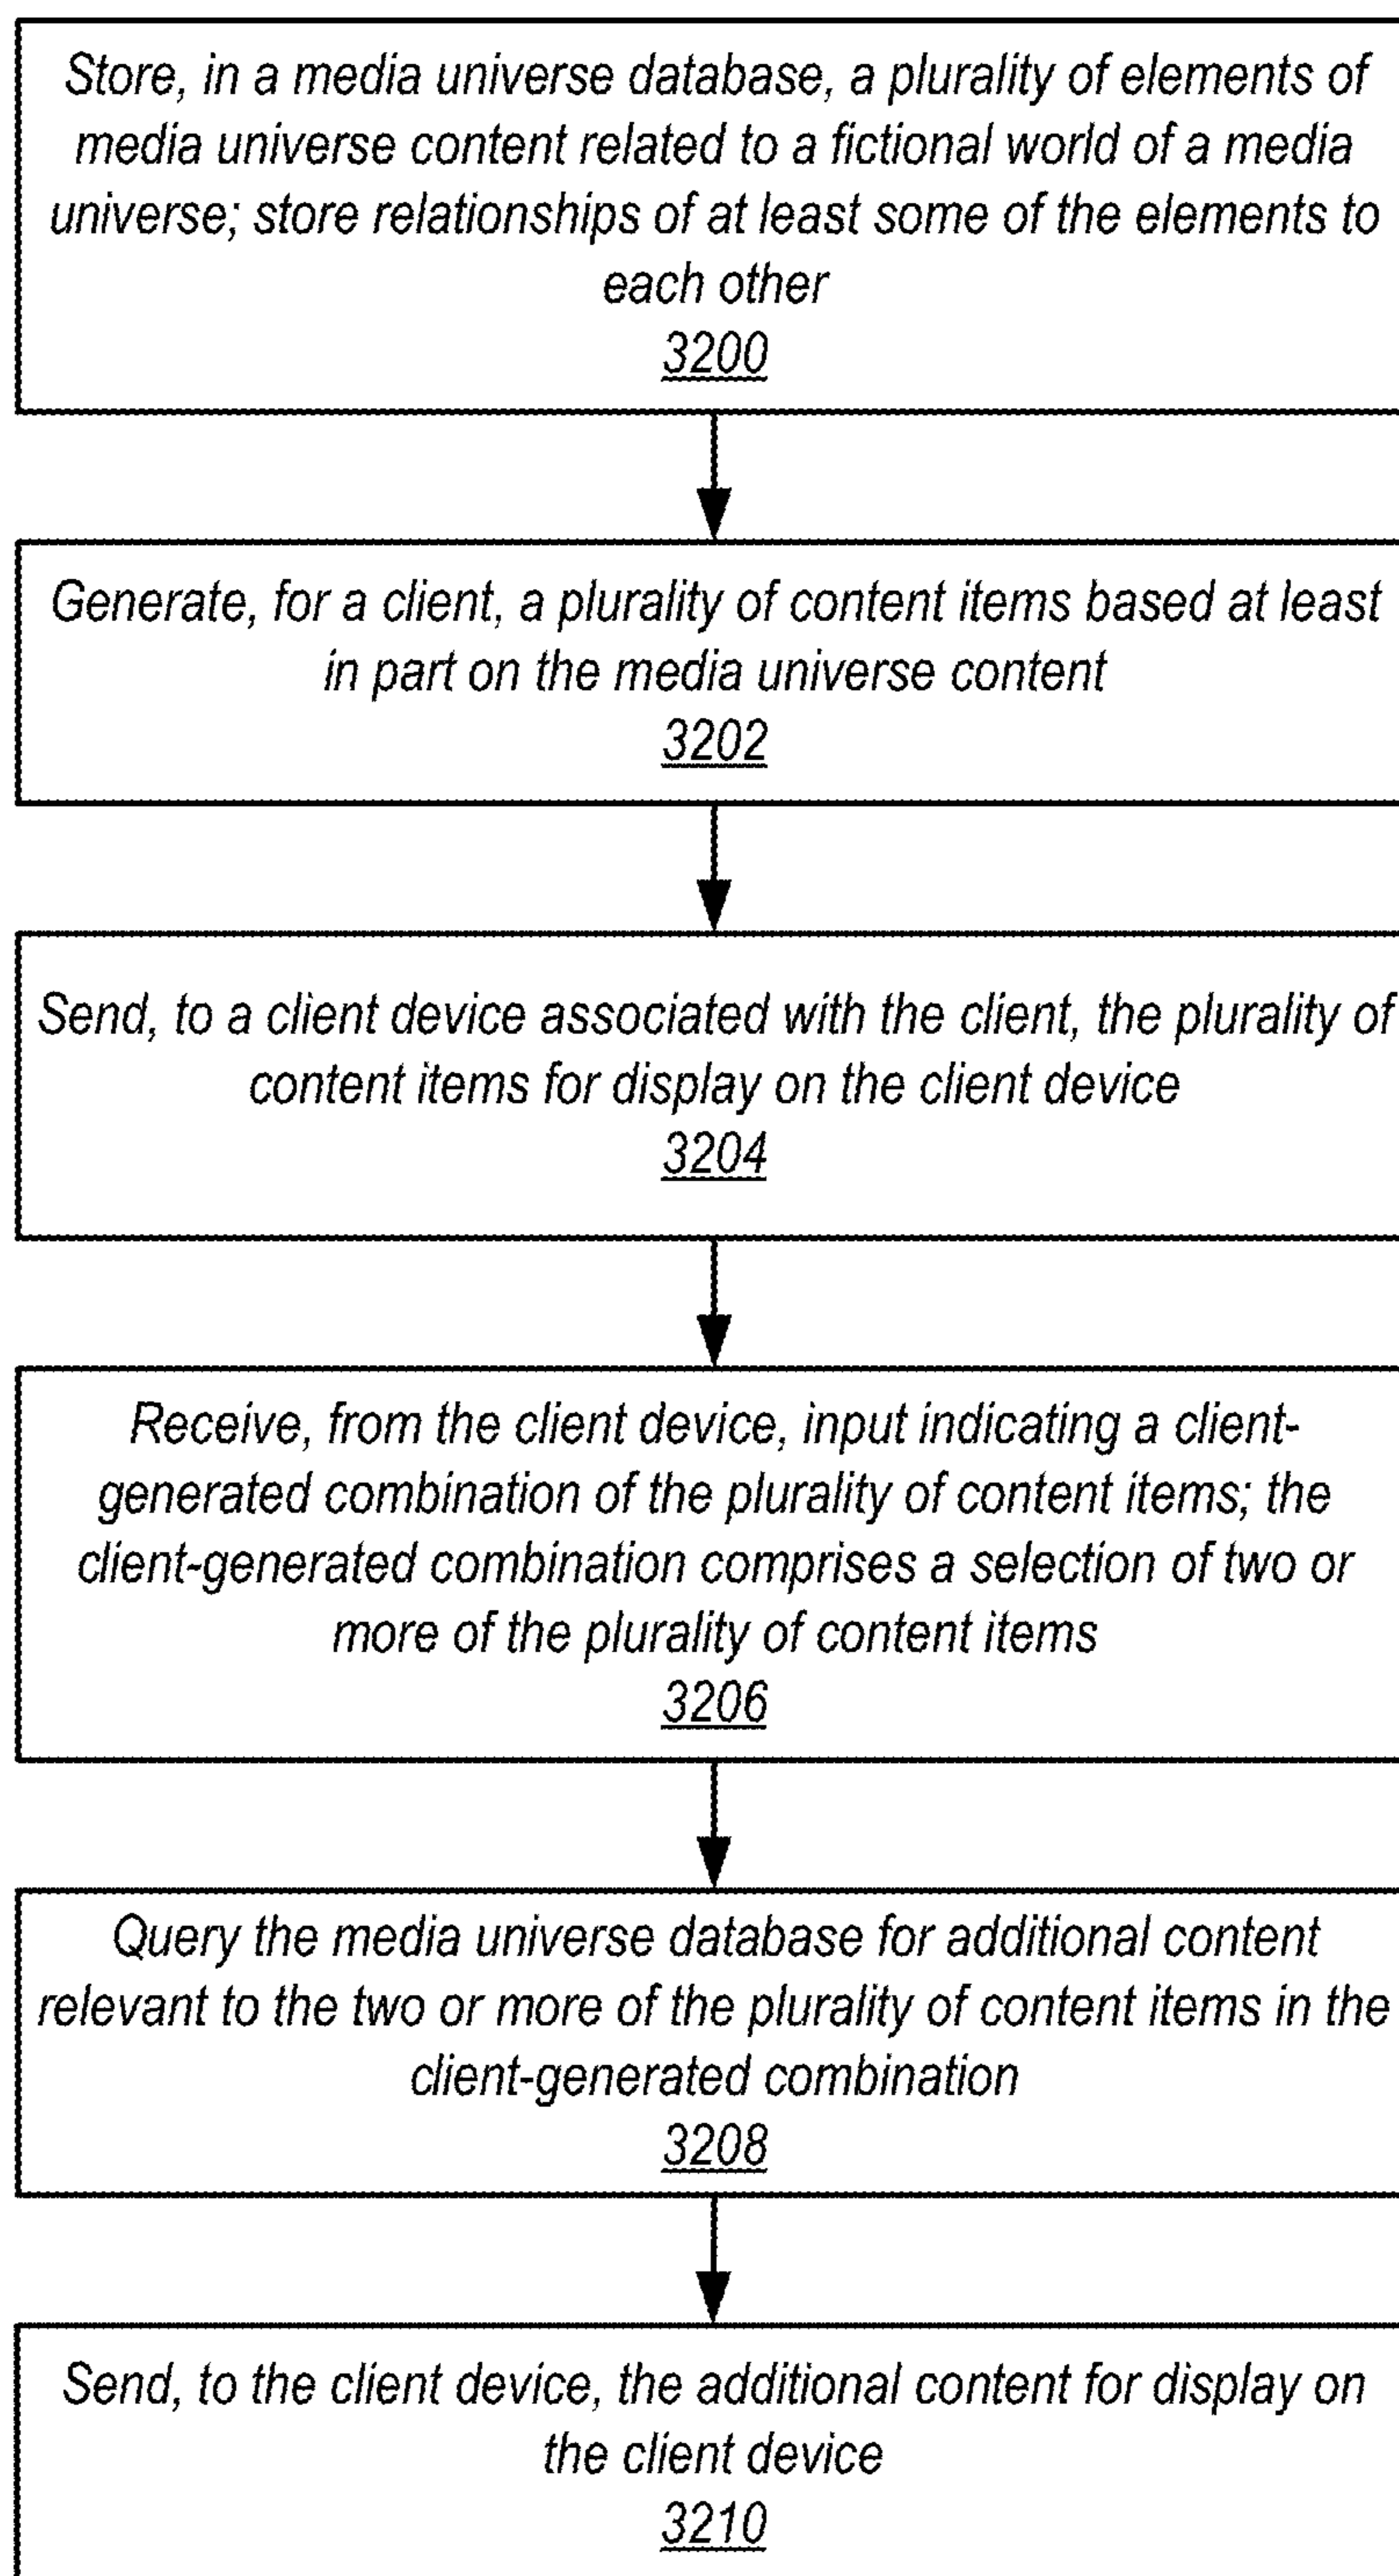 Store, in a media universe database, a plurality of elements of
media universe content related to a fictional world of a media
universe; store relationships of at least some of the elements to
each other
3200
Generate, for a client, a plurality of content items based at least
in part on the media universe content
3202
Send, to a client device associated with the client, the plurality of
content items for display on the client device
3204
Receive, from the client device, input indicating a client-
generated combination of the plurality of content items; the
client-generated combination comprises a selection of two or
more of the plurality of content items
3206
Query the media universe database for additional content
relevant to the two or more of the plurality of content items in the
client-generated combination
3208
Send, to the client device, the additional content for display on
the client device
3210